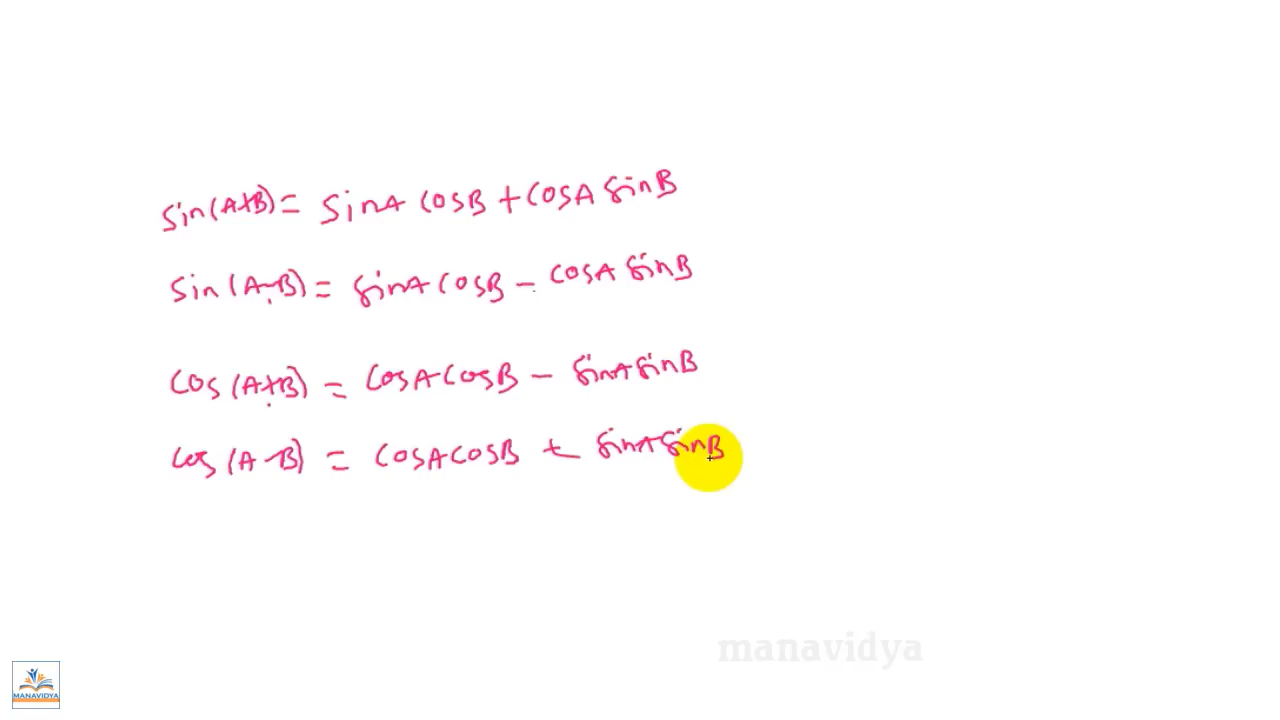 sin(A+B) = sinA cosB + cosA sinB
sin(A-B) = sinA cosB - cosA sinB
cos(A+B) = cosA cosB - sinA sinB
cos(A-B) = cosA cosB + sinA sinB
manavidya
MANAVIDYA